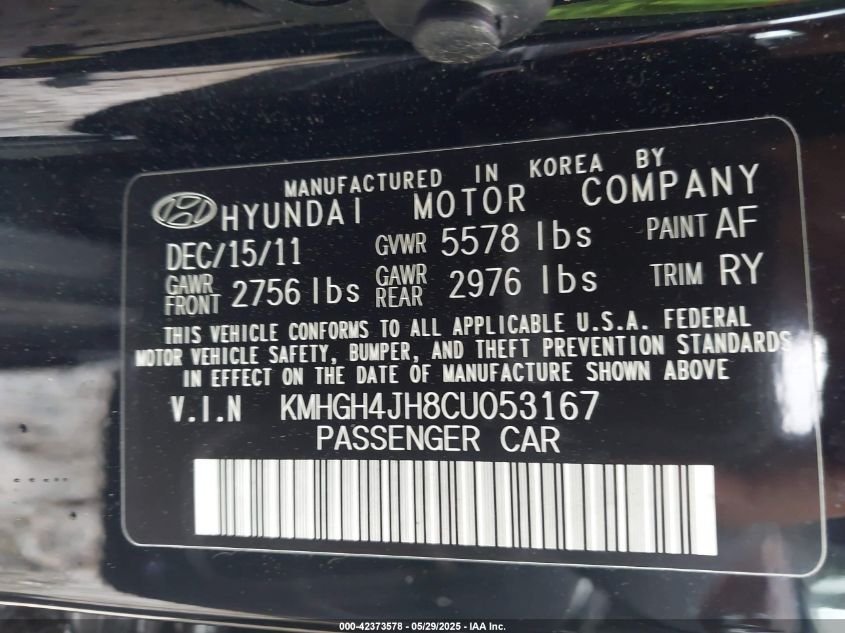 MANUFACTURED IN KOREA BY
HYUNDAI MOTOR COMPANY
DEC/15/11 GVWR 5578 lbs PAINT AF
GAWR FRONT 2756 lbs GAWR REAR 2976 lbs TRIM RY
THIS VEHICLE CONFORMS TO ALL APPLICABLE U.S.A. FEDERAL
MOTOR VEHICLE SAFETY, BUMPER, AND THEFT PREVENTION STANDARDS
IN EFFECT ON THE DATE OF MANUFACTURE SHOWN ABOVE
V.I.N KMHGH4JH8CU053167
PASSENGER CAR
000-42373578 - 05/29/2025 - IAA Inc.